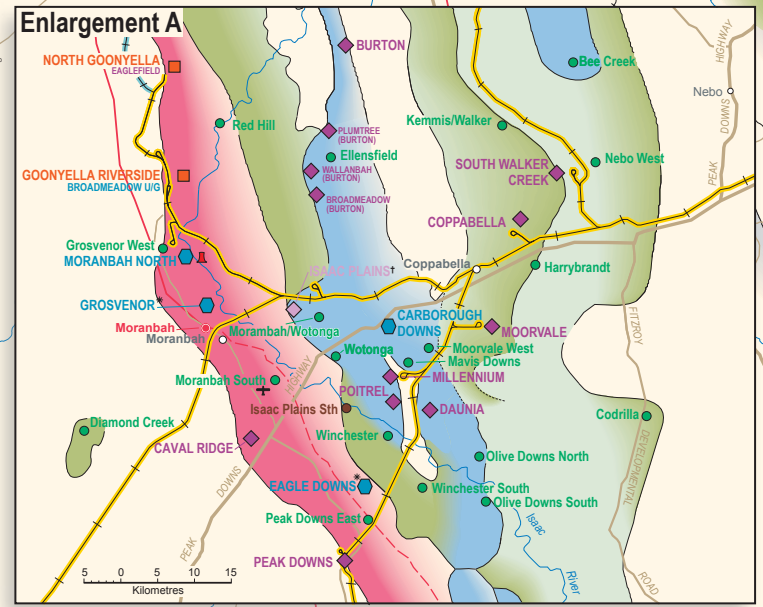 Enlargement A
NORTH GOONYELLA
EAGLEFIELD
BURTON
Bee Creek
HIGHWAY
Nebo
DOWNS
PEAK
Red Hill
Kemmis/Walker
PLUMTREE
(BURTON)
Ellensfield
WALLANBAH
(BURTON)
BROADMEADOW
(BURTON)
SOUTH WALKER
CREEK
Nebo West
GOONYELLA RIVERSIDE
BROADMEADOW U/G
COPPABELLA
Grosvenor West
MORANBAH NORTH
ISAAC PLAINS†
Coppabella
Harrybrandt
GROSVENOR
*
Moranbah
Moranbah
Morambah/Wotonga
CARBOROUGH
DOWNS
MOORVALE
FITZROY
Wotonga
Moorvale West
Mavis Downs
HIGHWAY
Moranbah South
MILLENNIUM
POITREL
Isaac Plains Sth
DAUNIA
Codrilla
Diamond Creek
Winchester
CAVAL RIDGE
DEVELOPMENTAL
Olive Downs North
DOWNS
EAGLE DOWNS
*
Winchester South
Olive Downs South
Peak Downs East
Isaac
PEAK
PEAK DOWNS
River
ROAD
5 0 5 10 15
Kilometres